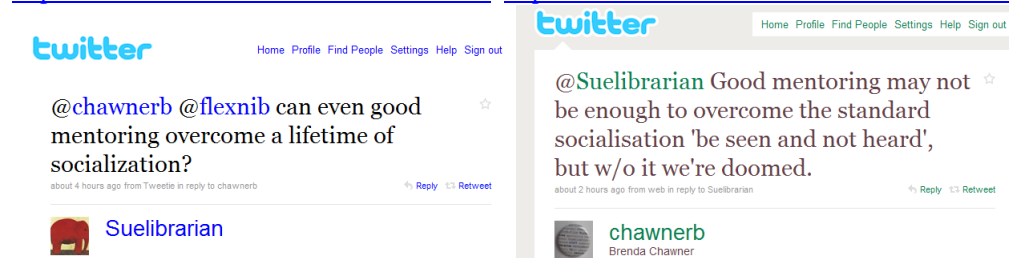 twitter
Home Profile Find People Settings Help Sign out
@chawnerb @flexnib can even good
mentoring overcome a lifetime of
socialization?
about 4 hours ago from Tweetie in reply to chawnerb
Reply Retweet
Suelibrarian
twitter
Home Profile Find People Settings Help Sign out
@Suelibrarian Good mentoring may not
be enough to overcome the standard
socialisation 'be seen and not heard',
but w/o it we're doomed.
about 2 hours ago from web in reply to Suelibrarian
Reply Retweet
chawnerb
Brenda Chawner